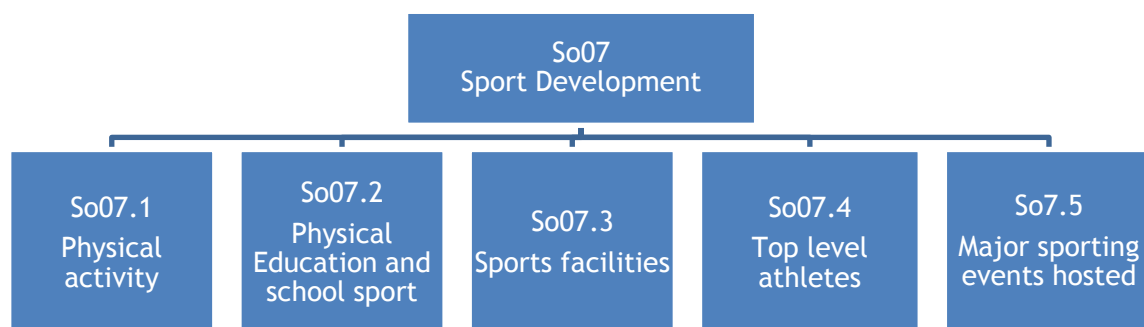 So07
Sport Development
So07.1
Physical
activity
So07.2
Physical
Education and
school sport
So07.3
Sports facilities
So07.4
Top level
athletes
So7.5
Major sporting
events hosted